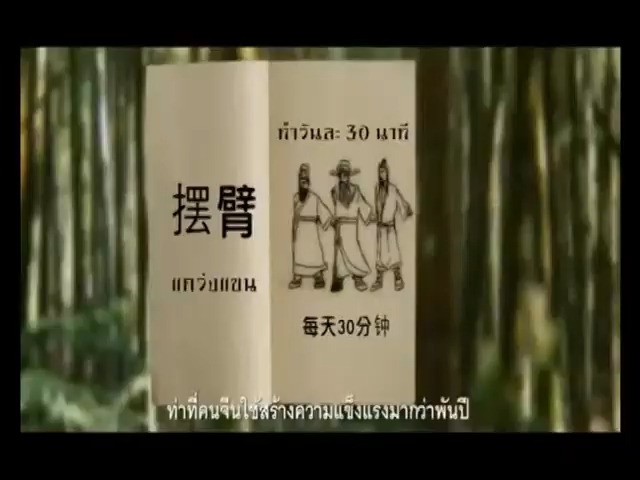 摆臂
แกว่งแขน
ทำวันละ 30 นาที
每天30分钟
ท่าที่คนจีนใช้สร้างความแข็งแรงมากว่าพันปี